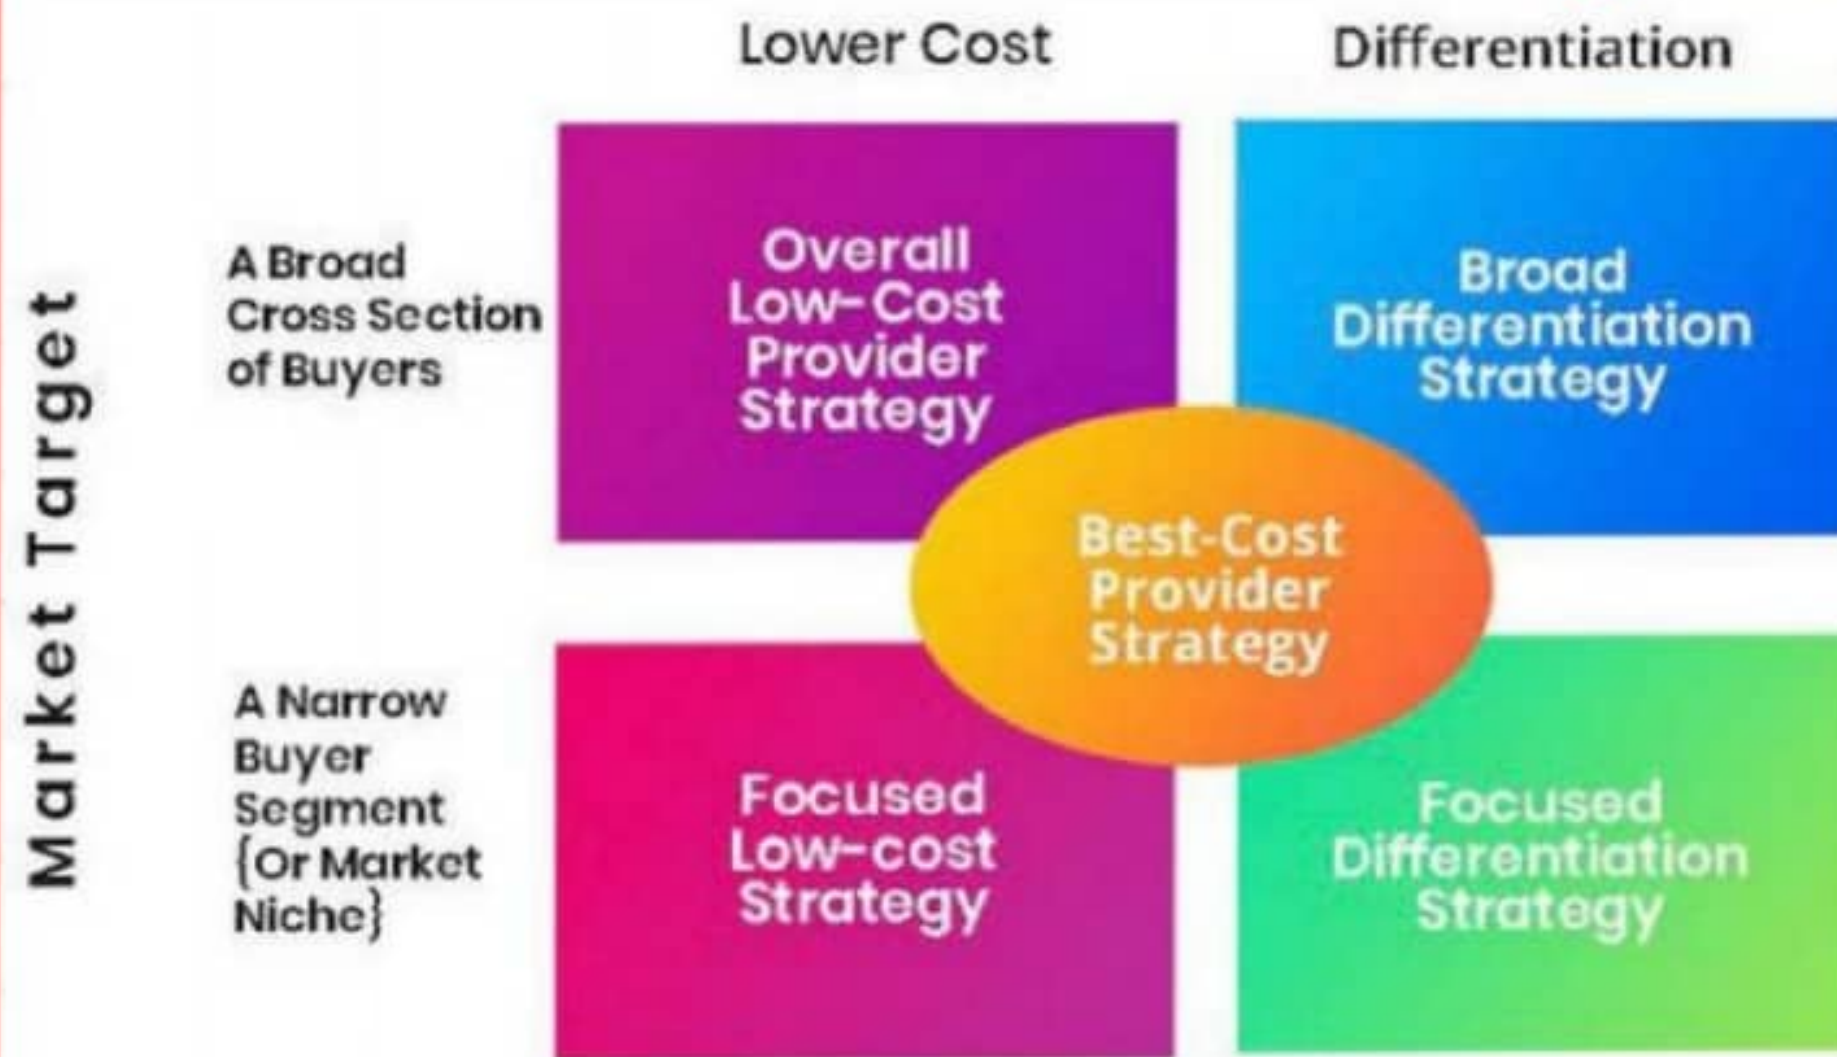 Lower Cost
Differentiation
Market Target
A Broad
Cross Section
of Buyers
Overall
Low-Cost
Provider
Strategy
Broad
Differentiation
Strategy
Best-Cost
Provider
Strategy
A Narrow
Buyer
Segment
{Or Market
Niche}
Focused
Low-cost
Strategy
Focused
Differentiation
Strategy